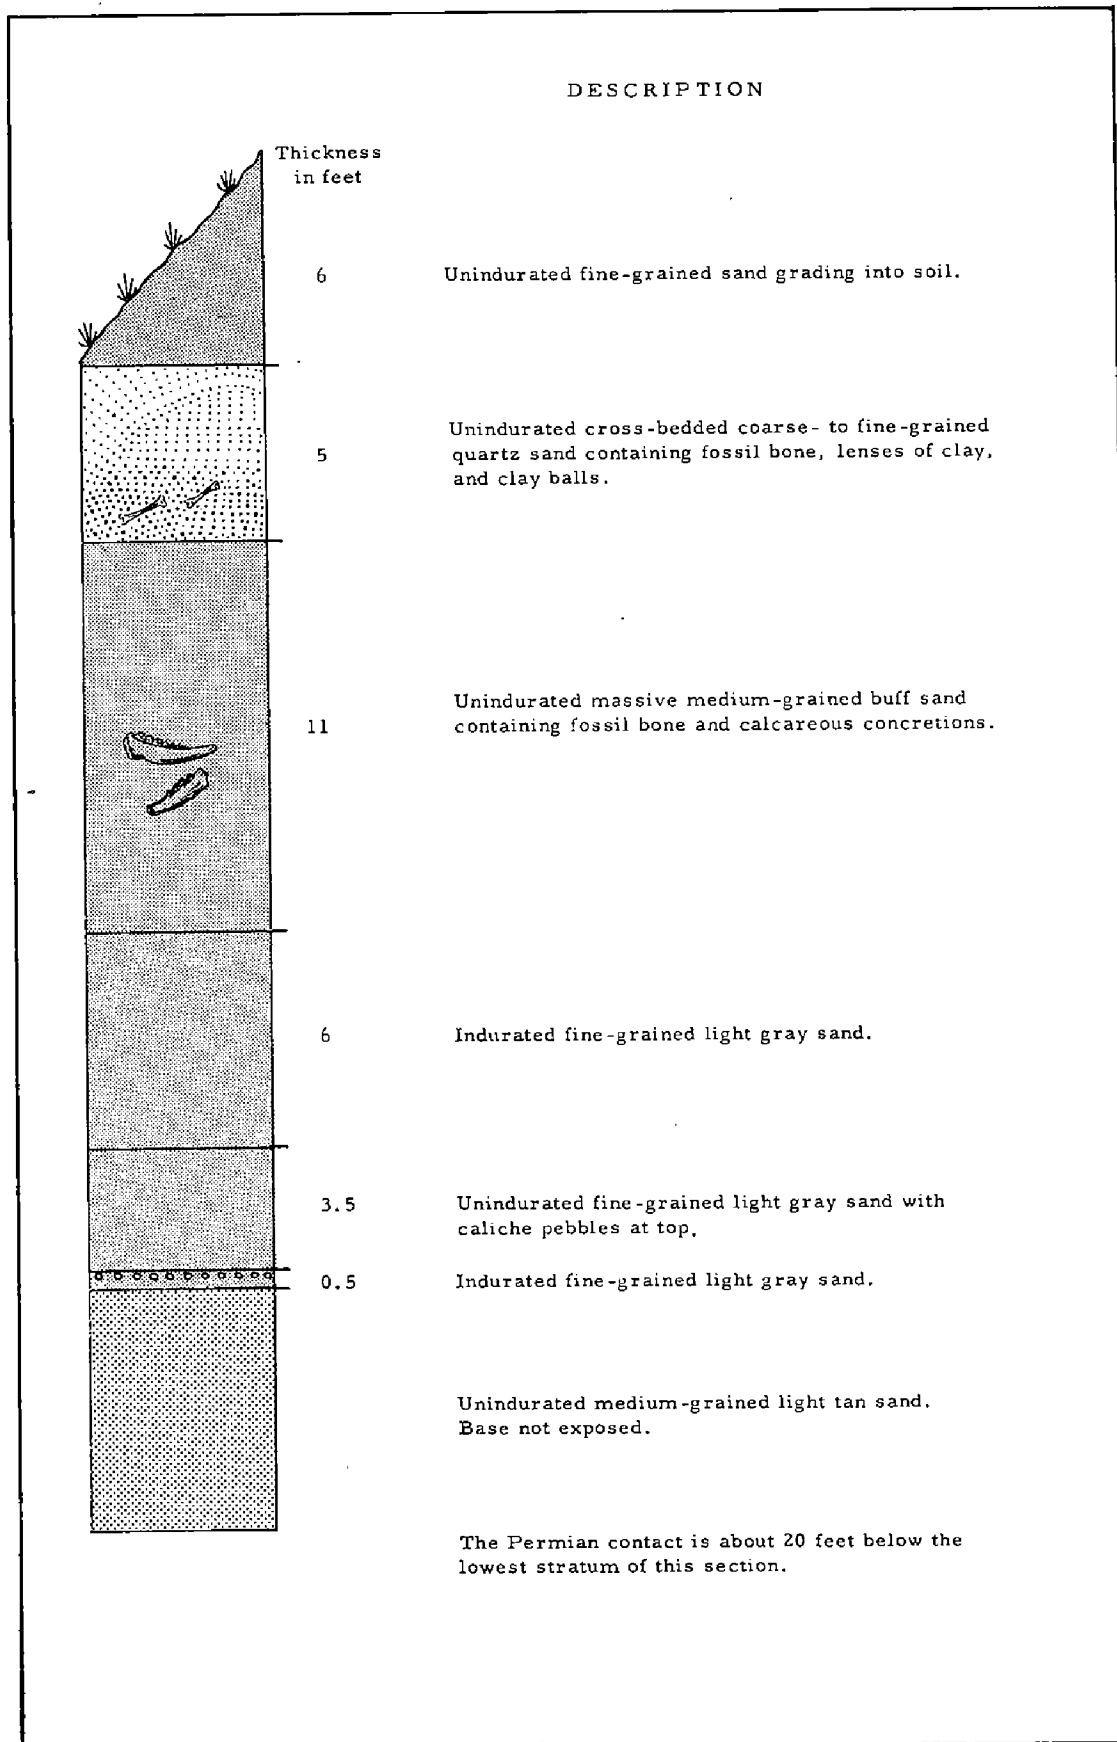 DESCRIPTION
Thickness
in feet
6
Unindurated fine-grained sand grading into soil.
5
Unindurated cross-bedded coarse- to fine-grained
quartz sand containing fossil bone, lenses of clay,
and clay balls.
11
Unindurated massive medium-grained buff sand
containing fossil bone and calcareous concretions.
6
Indurated fine-grained light gray sand.
3.5
Unindurated fine-grained light gray sand with
caliche pebbles at top.
0.5
Indurated fine-grained light gray sand.
Unindurated medium-grained light tan sand.
Base not exposed.
The Permian contact is about 20 feet below the
lowest stratum of this section.